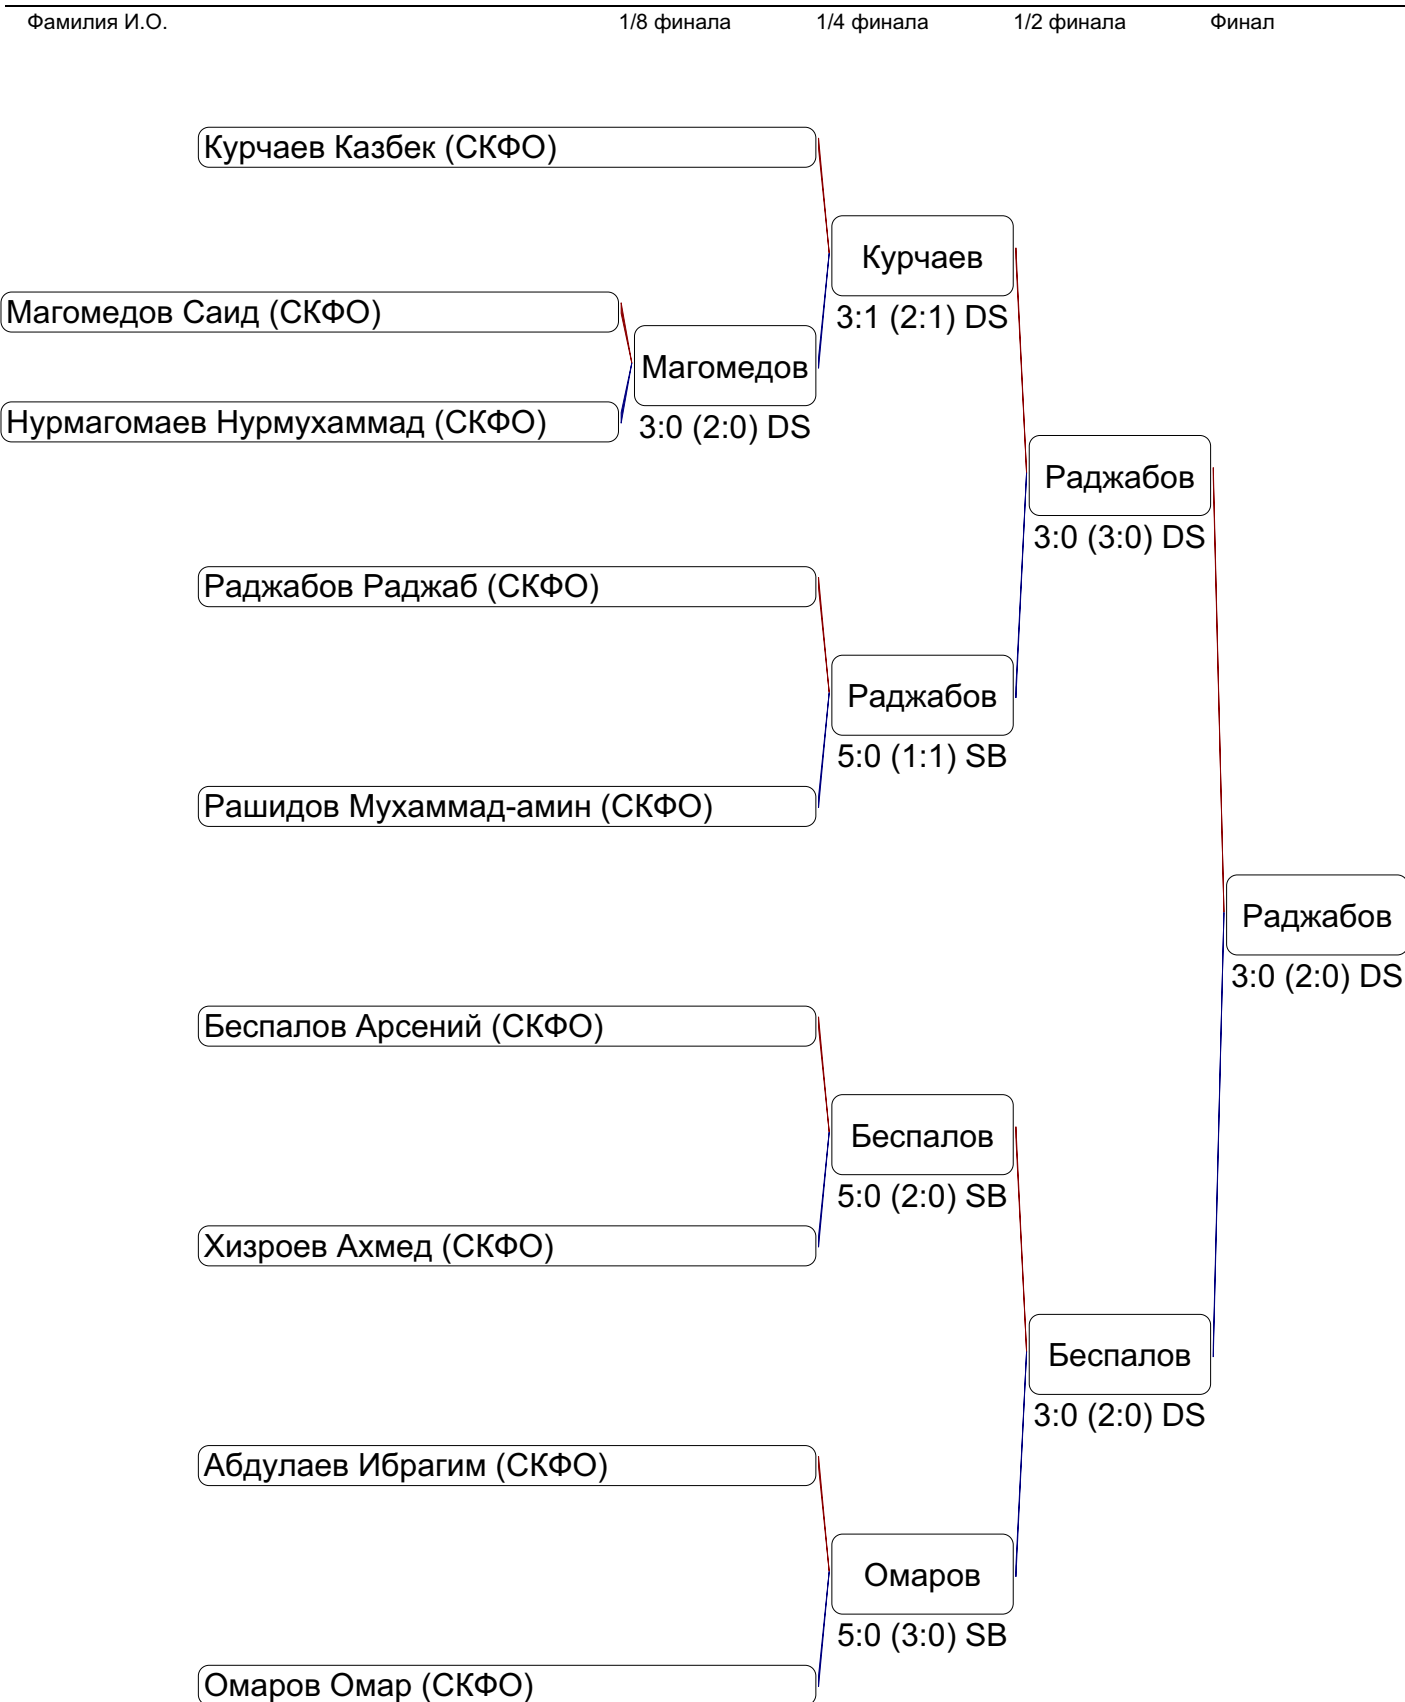 Фамилия И.О. 1/8 финала 1/4 финала 1/2 финала Финал
Курчаев Казбек (СКФО)
Курчаев
Магомедов Саид (СКФО)
3:1 (2:1) DS
Магомедов
Нурмагомаев Нурмухаммад (СКФО)
3:0 (2:0) DS
Раджабов
3:0 (3:0) DS
Раджабов Раджаб (СКФО)
Раджабов
5:0 (1:1) SB
Рашидов Мухаммад-амин (СКФО)
Раджабов
3:0 (2:0) DS
Беспалов Арсений (СКФО)
Беспалов
5:0 (2:0) SB
Хизроев Ахмед (СКФО)
Беспалов
3:0 (2:0) DS
Абдулаев Ибрагим (СКФО)
Омаров
5:0 (3:0) SB
Омаров Омар (СКФО)